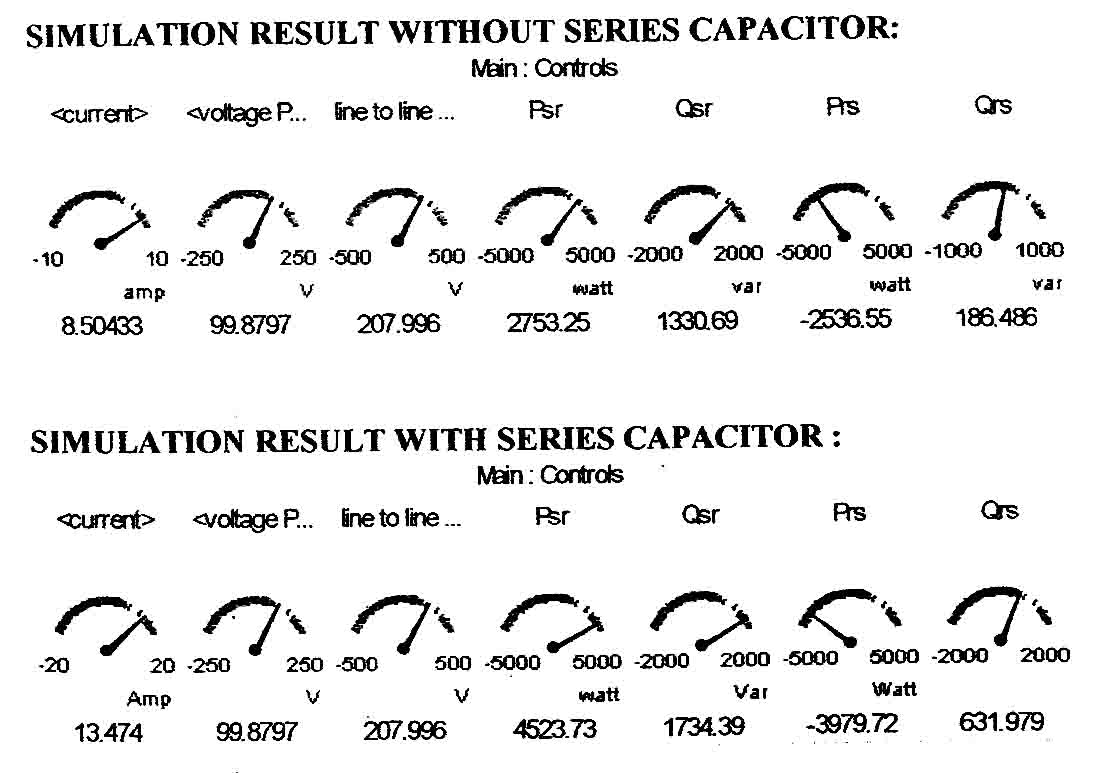 SIMULATION RESULT WITHOUT SERIES CAPACITOR:
Main : Controls
<current> <voltage P... line to line ... Psr Qsr Prs Qrs
-10 10 -250 250 -500 500 -5000 5000 -2000 2000 -5000 5000 -1000 1000
amp V V watt var watt var
8.50433 99.8797 207.996 2753.25 1330.69 -2536.55 186.486
SIMULATION RESULT WITH SERIES CAPACITOR :
Main : Controls
<current> <voltage P... line to line ... Psr Qsr Prs Qrs
-20 20 -250 250 -500 500 -5000 5000 -2000 2000 -5000 5000 -2000 2000
Amp V V watt Var Watt
13.474 99.8797 207.996 4523.73 1734.39 -3979.72 631.979